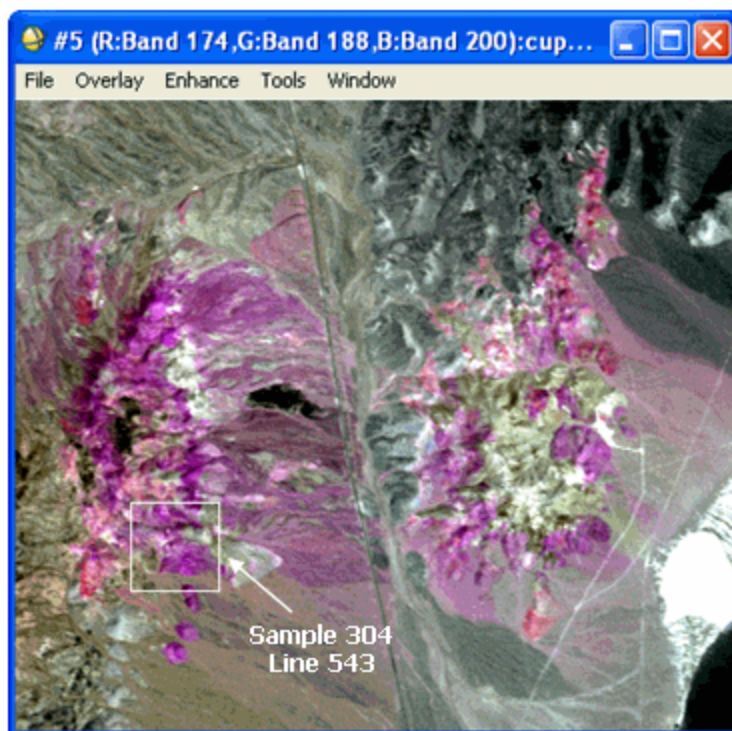 #5 (R:Band 174,G:Band 188,B:Band 200):cup...
File Overlay Enhance Tools Window
Sample 304
Line 543